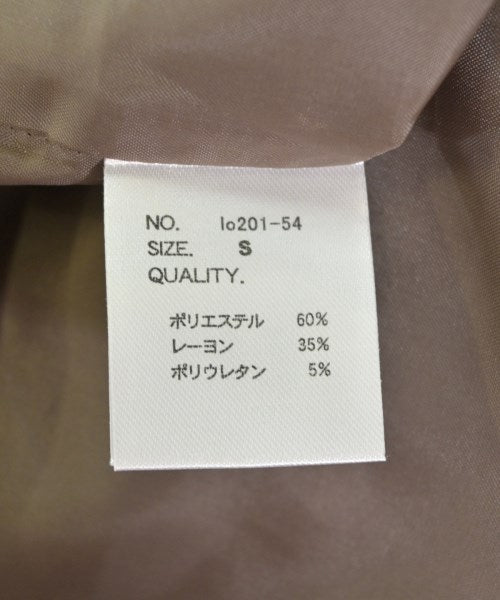 NO. lo201-54
SIZE. S
QUALITY.
ポリエステル 60%
レーヨン 35%
ポリウレタン 5%